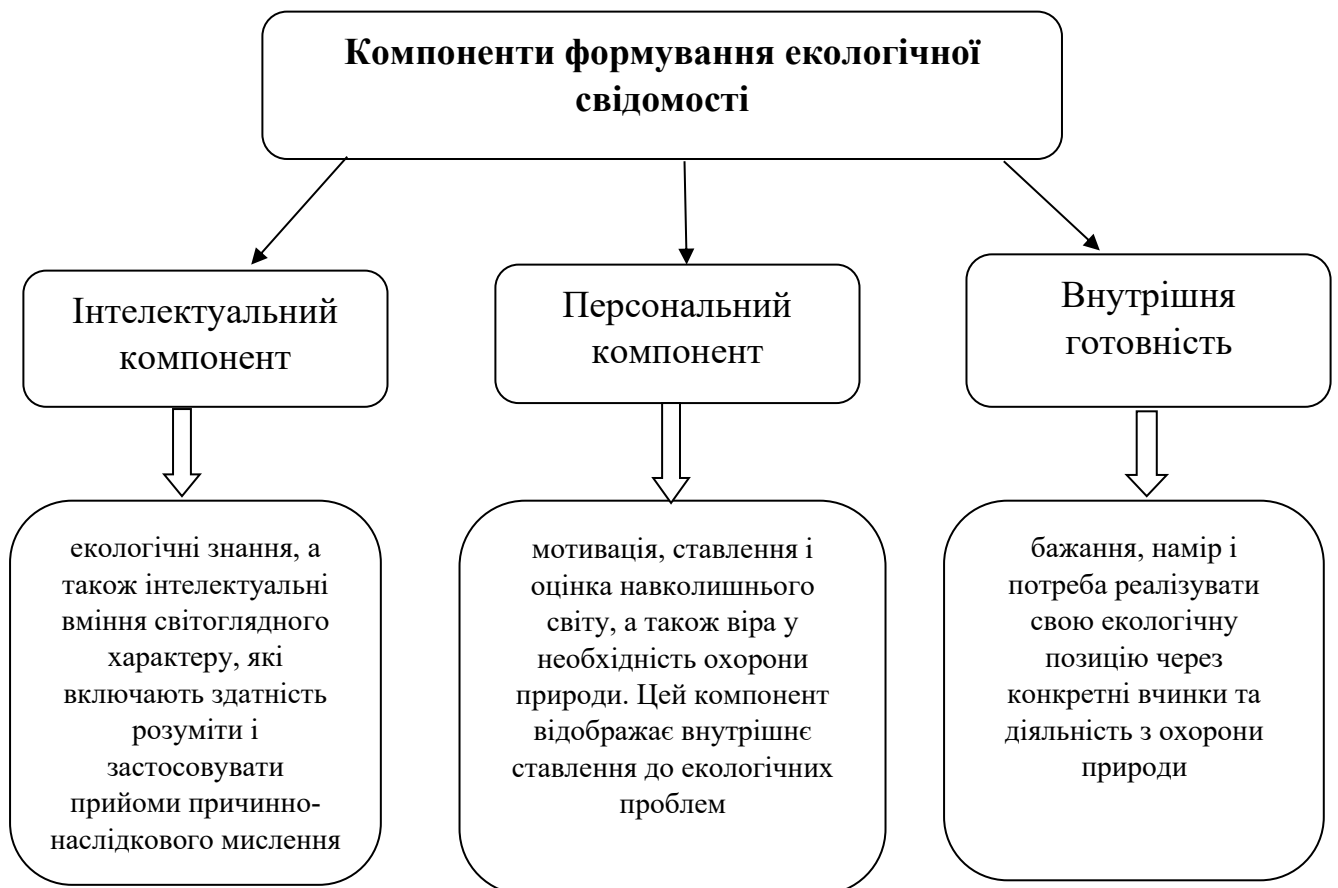 Компоненти формування екологічної
свідомості
Інтелектуальний
компонент
Персональний
компонент
Внутрішня
готовність
екологічні знання, а
також інтелектуальні
вміння світоглядного
характеру, які
включають здатність
розуміти і
застосовувати
прийоми причинно-
наслідкового мислення
мотивація, ставлення і
оцінка навколишнього
світу, а також віра у
необхідність охорони
природи. Цей компонент
відображає внутрішнє
ставлення до екологічних
проблем
бажання, намір і
потреба реалізувати
свою екологічну
позицію через
конкретні вчинки та
діяльність з охорони
природи